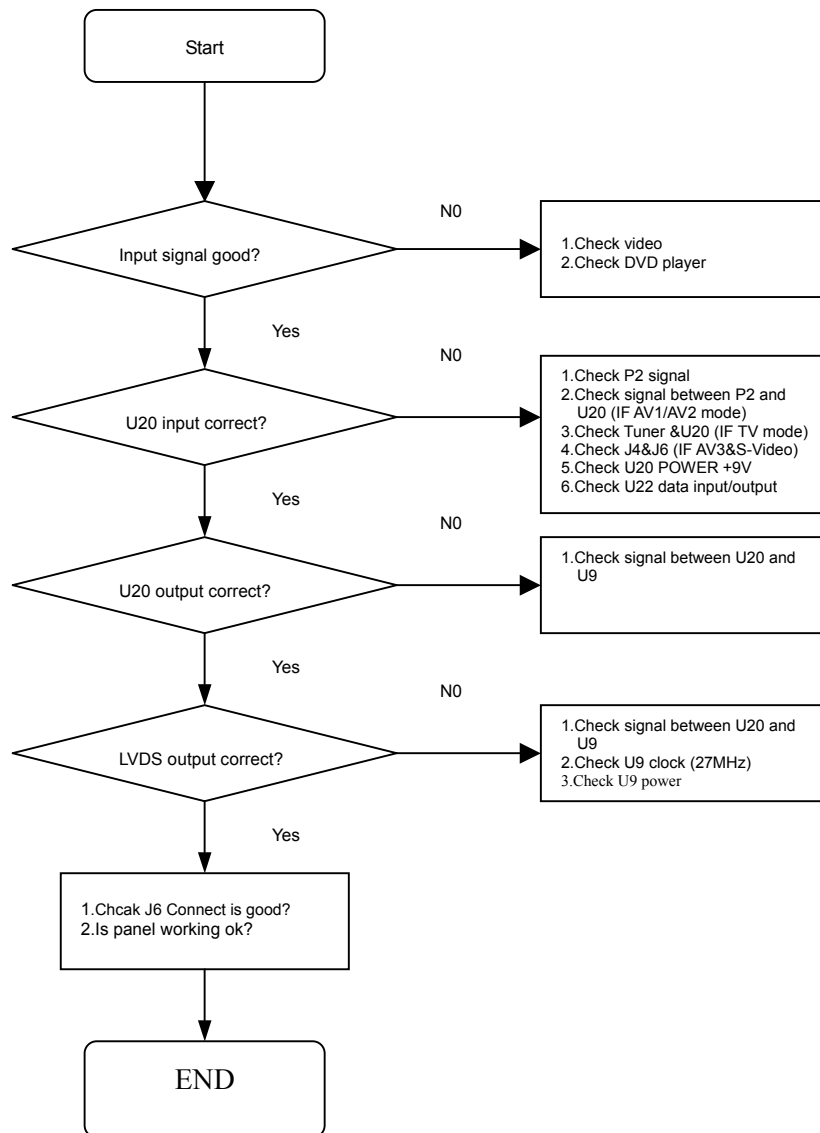 Start
N0
Input signal good?
1.Check video
2.Check DVD player
Yes
N0
U20 input correct?
1.Check P2 signal
2.Check signal between P2 and
U20 (IF AV1/AV2 mode)
3.Check Tuner &U20 (IF TV mode)
4.Check J4&J6 (IF AV3&S-Video)
5.Check U20 POWER +9V
6.Check U22 data input/output
Yes
N0
U20 output correct?
1.Check signal between U20 and
U9
Yes
N0
LVDS output correct?
1.Check signal between U20 and
U9
2.Check U9 clock (27MHz)
3.Check U9 power
Yes
1.Chcak J6 Connect is good?
2.Is panel working ok?
END